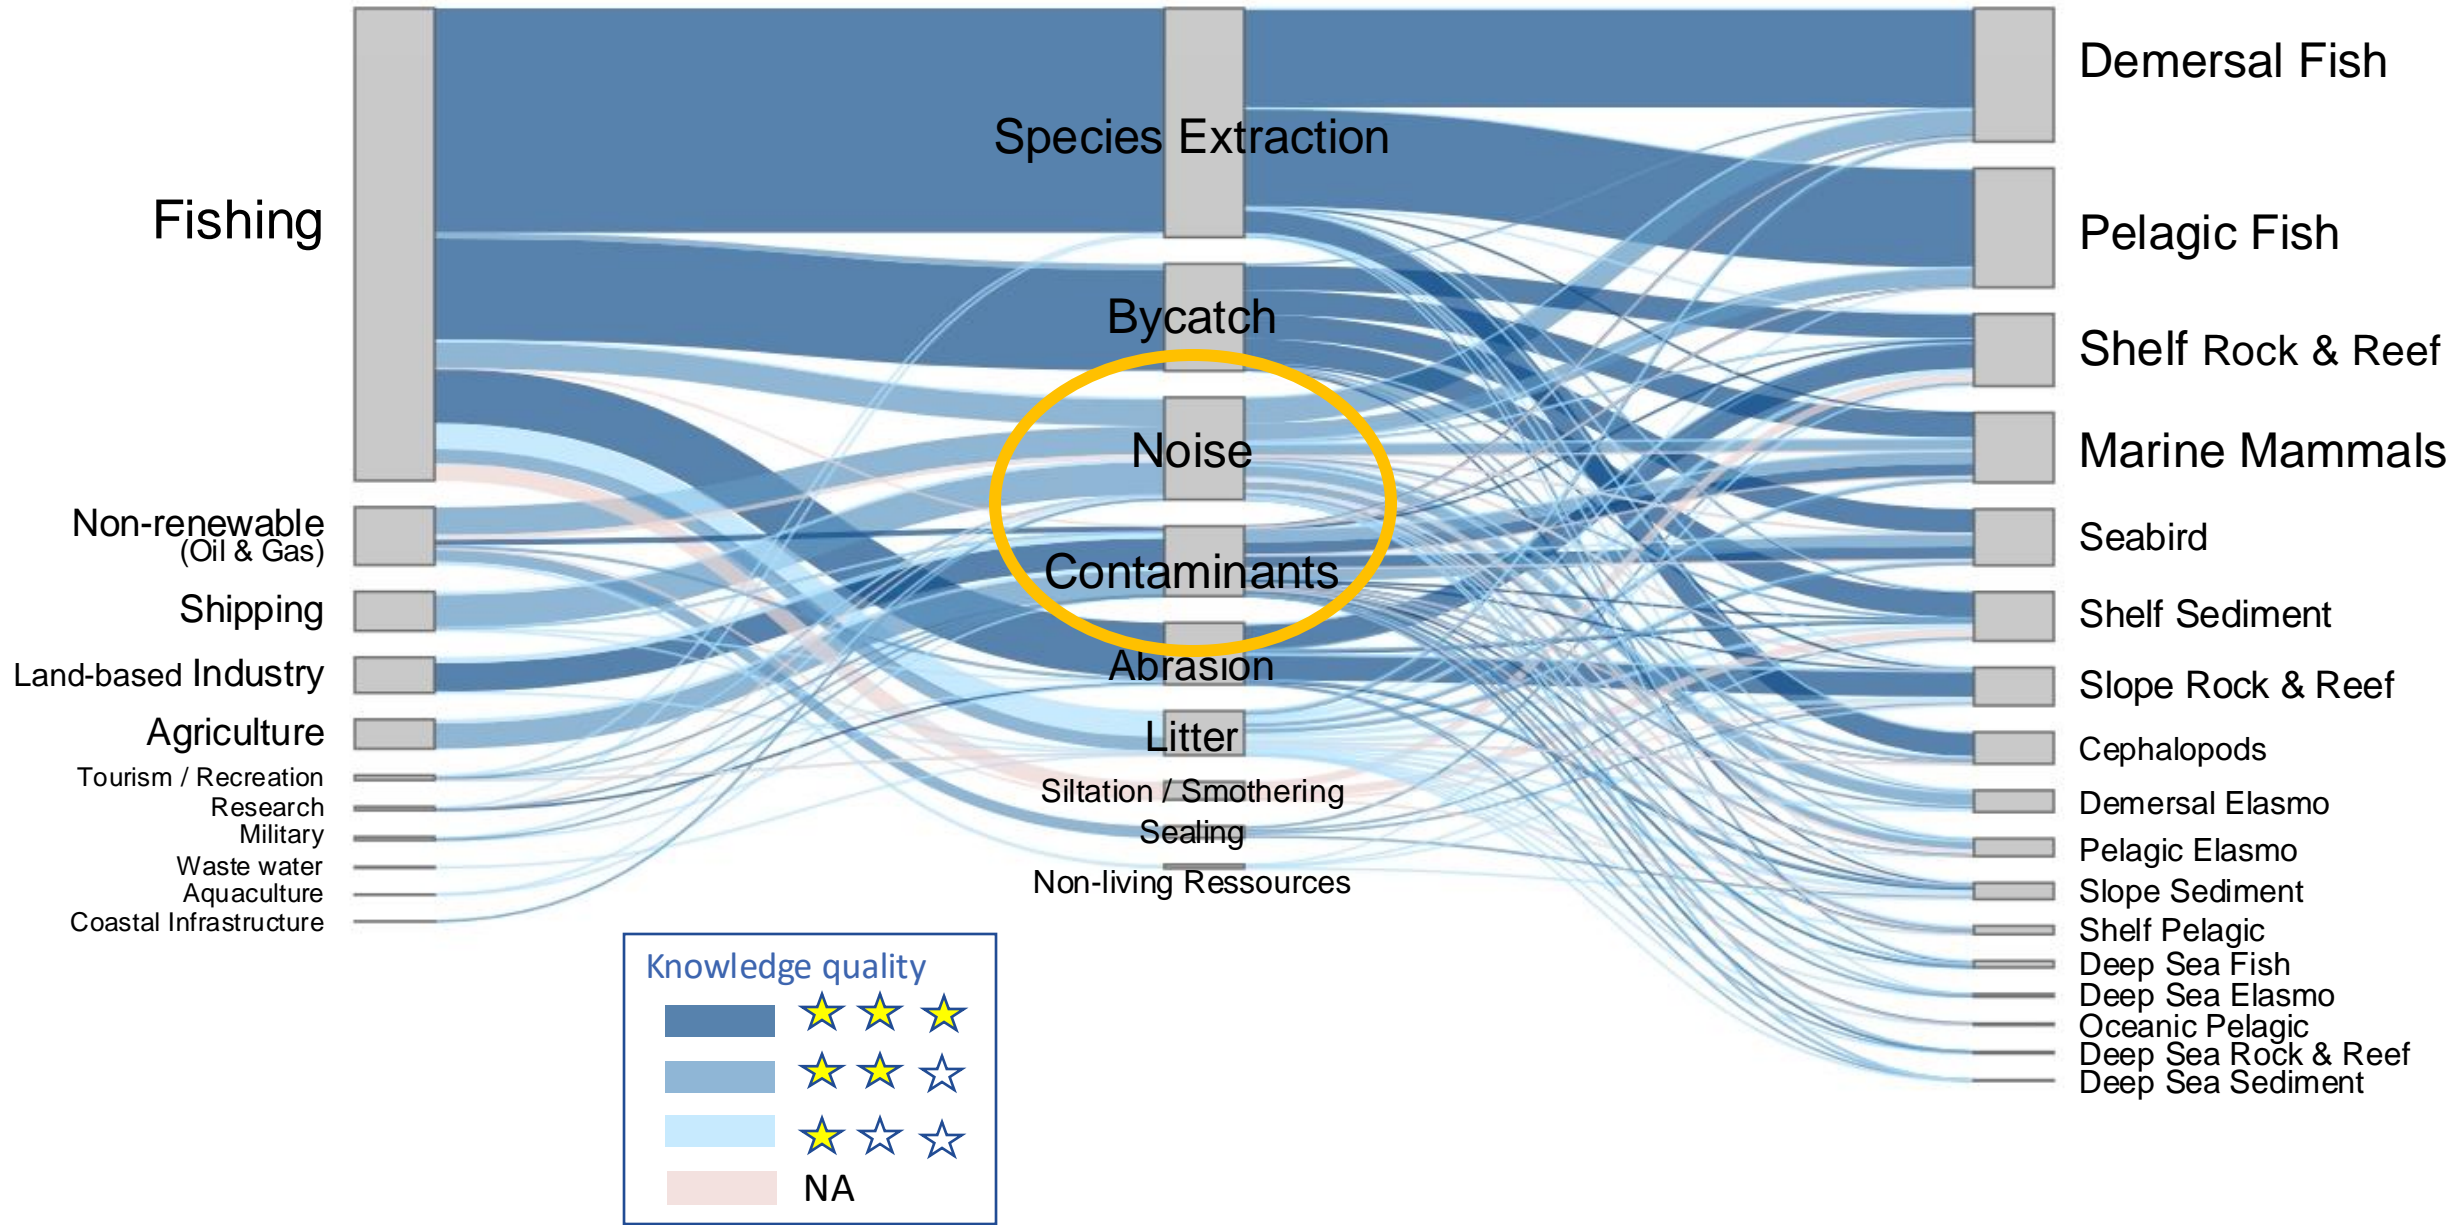 Fishing
Non-renewable
(Oil & Gas)
Shipping
Land-based Industry
Agriculture
Tourism / Recreation
Research
Military
Waste water
Aquaculture
Coastal Infrastructure
Species Extraction
Bycatch
Noise
Contaminants
Abrasion
Litter
Siltation / Smothering
Sealing
Non-living Ressources
Demersal Fish
Pelagic Fish
Shelf Rock & Reef
Marine Mammals
Seabird
Shelf Sediment
Slope Rock & Reef
Cephalopods
Demersal Elasmo
Pelagic Elasmo
Slope Sediment
Shelf Pelagic
Deep Sea Fish
Deep Sea Elasmo
Oceanic Pelagic
Deep Sea Rock & Reef
Deep Sea Sediment
Knowledge quality
NA